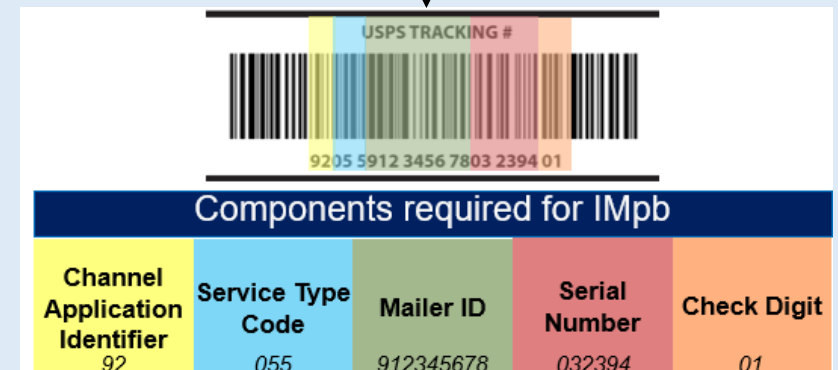 USPS TRACKING #
9205 5912 3456 7803 2394 01
Components required for IMpb
Channel
Application
Identifier
92
Service Type
Code
055
Mailer ID
912345678
Serial
Number
032394
Check Digit
01